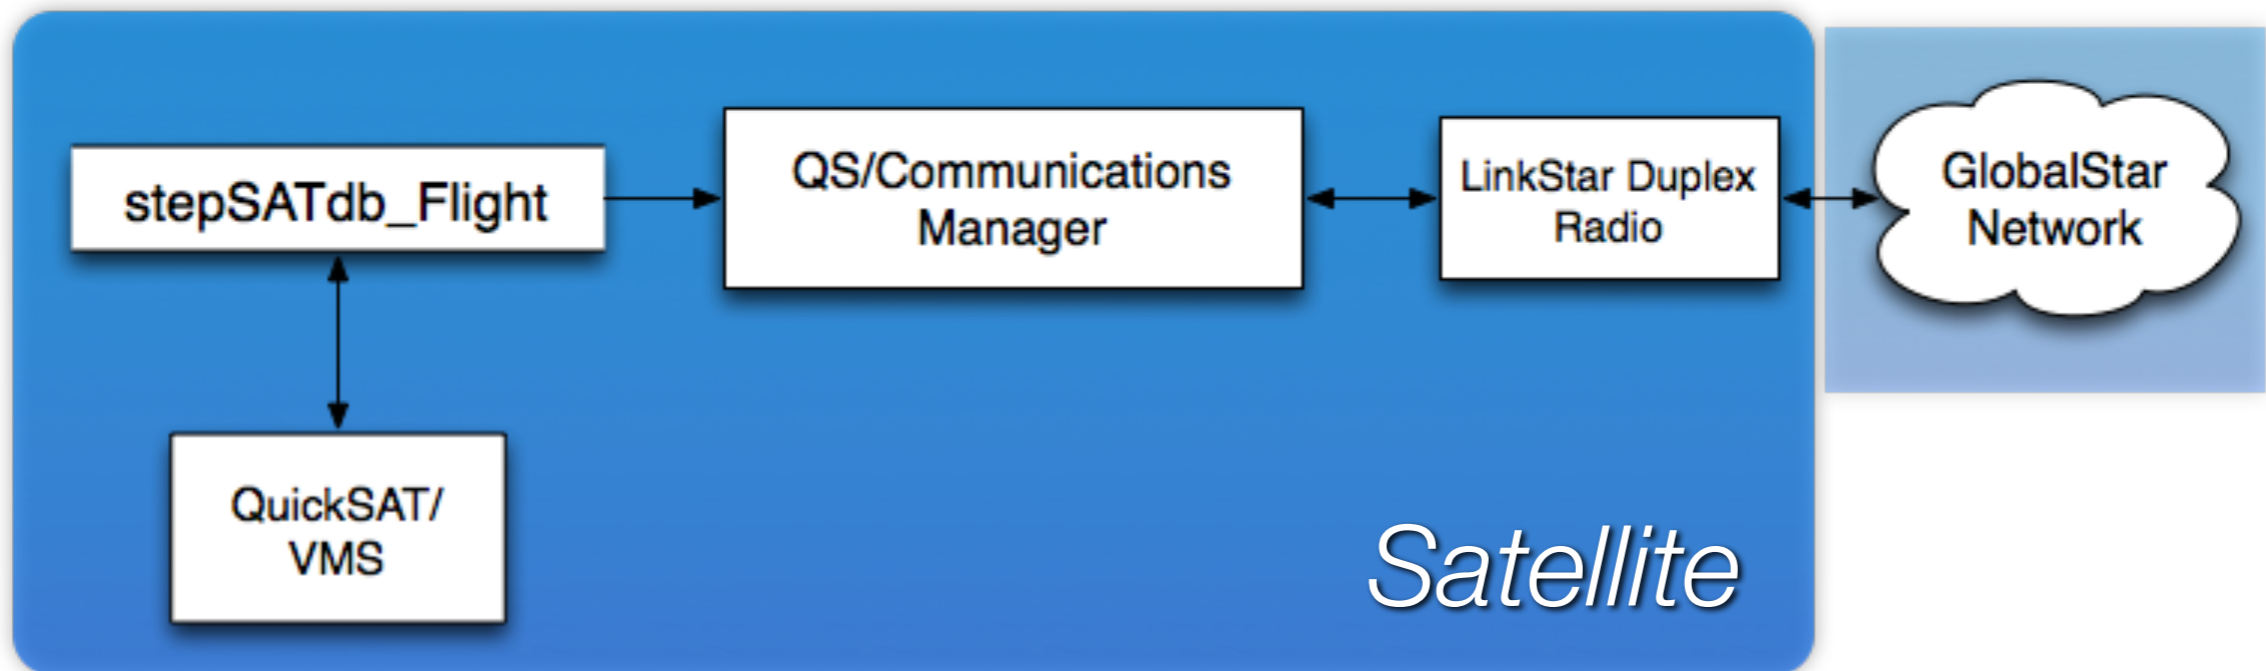 stepSATdb_Flight
QS/Communications
Manager
LinkStar Duplex
Radio
GlobalStar
Network
QuickSAT/
VMS
Satellite